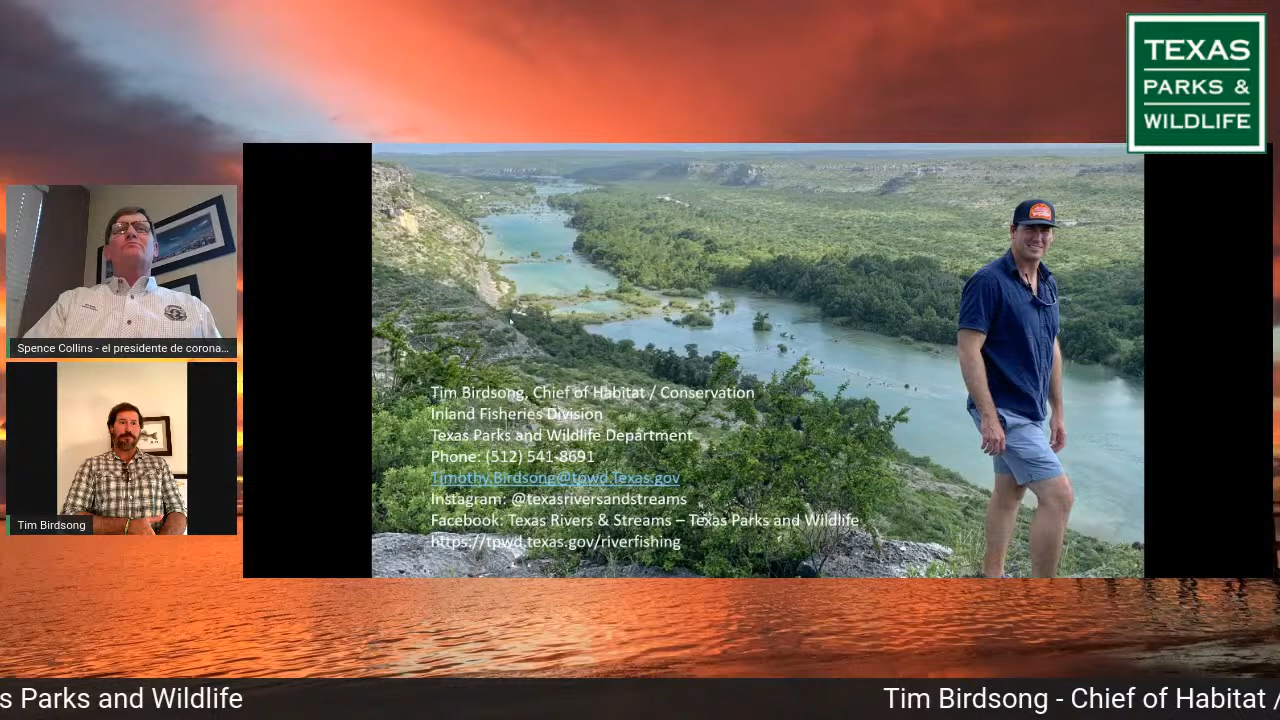 TEXAS
PARKS &
WILDLIFE
Spence Collins - el presidente de corona...
Tim Birdsong
Tim Birdsong, Chief of Habitat / Conservation
Inland Fisheries Division
Texas Parks and Wildlife Department
Phone: (512) 541-8691
Timothy.Birdsong@tpwd.Texas.gov
Instagram: @texasriversandstreams
Facebook: Texas Rivers & Streams – Texas Parks and Wildlife
https://tpwd.texas.gov/riverfishing
s Parks and Wildlife
Tim Birdsong - Chief of Habitat /